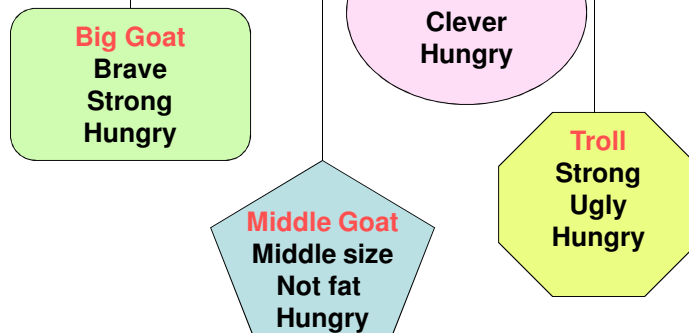 Big Goat
Brave
Strong
Hungry
Clever
Hungry
Middle Goat
Middle size
Not fat
Hungry
Troll
Strong
Ugly
Hungry